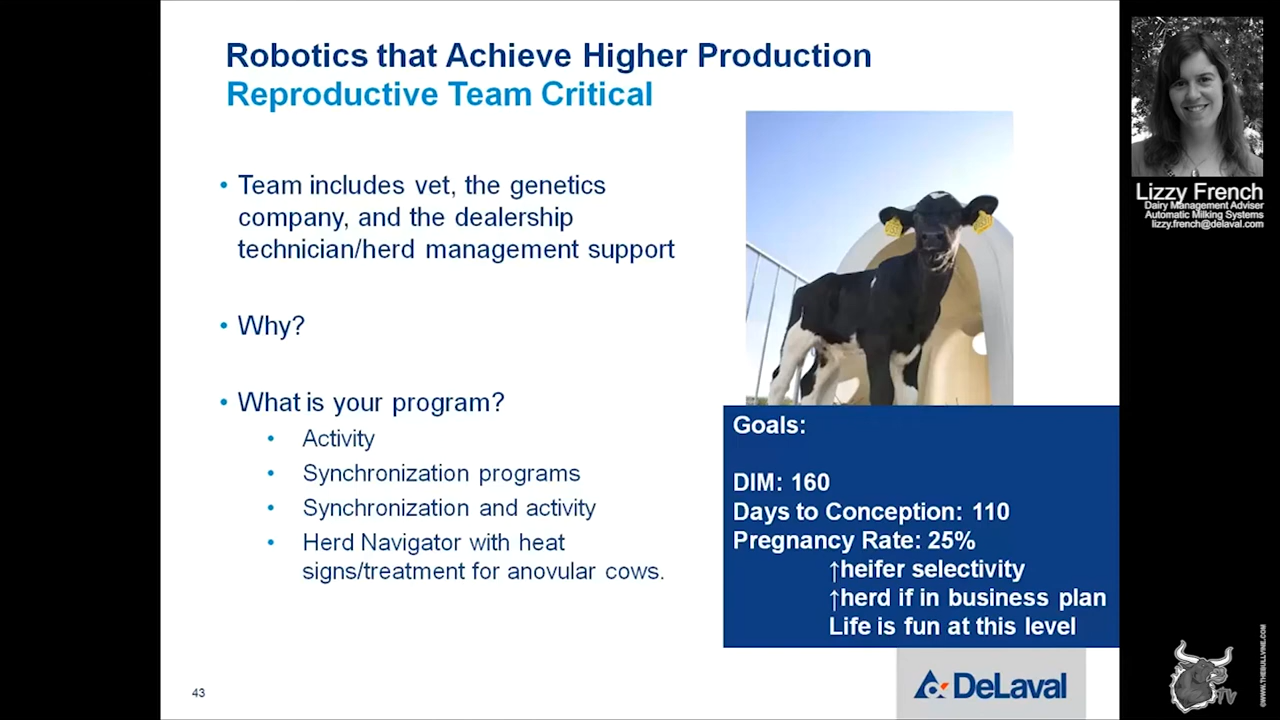 Robotics that Achieve Higher Production
Reproductive Team Critical
• Team includes vet, the genetics
company, and the dealership
technician/herd management support
• Why?
• What is your program?
• Activity
• Synchronization programs
• Synchronization and activity
• Herd Navigator with heat
signs/treatment for anovular cows.
Goals:
DIM: 160
Days to Conception: 110
Pregnancy Rate: 25%
↑heifer selectivity
↑herd if in business plan
Life is fun at this level
43
DeLaval
Lizzy French
Dairy Management Adviser
Automatic Milking Systems
lizzy.french@delaval.com
TV
©WWW.THEBULLVINE.COM